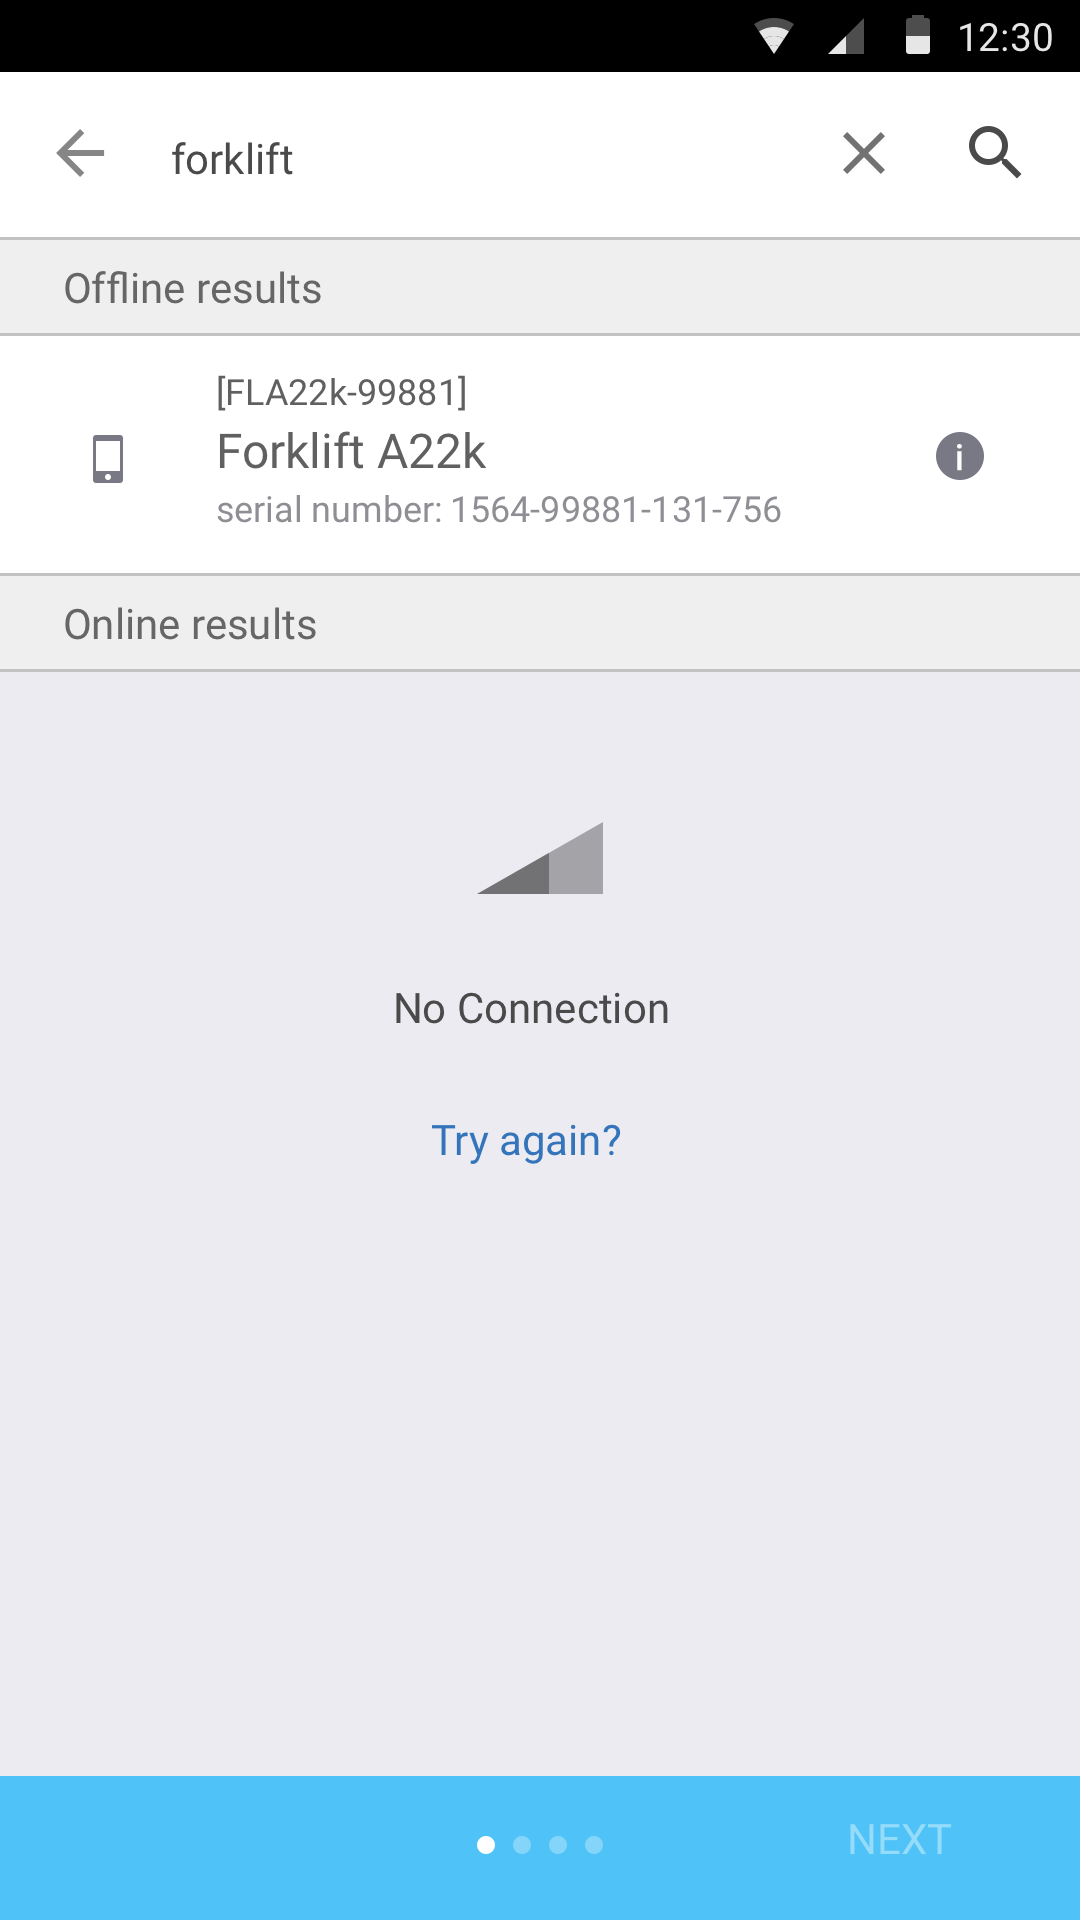 12:30
forklift
Offline results
[FLA22k-99881]
Forklift A22k
serial number: 1564-99881-131-756
Online results
No Connection
Try again?
NEXT